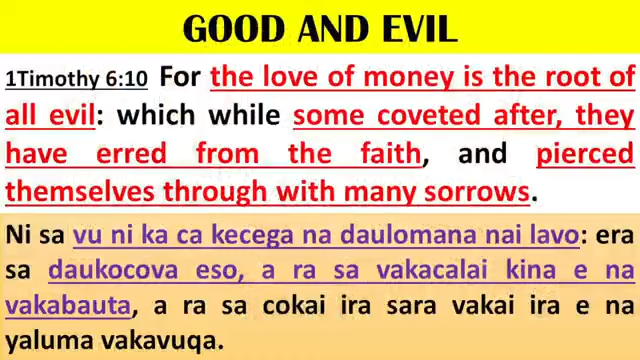 GOOD AND EVIL
1Timothy 6:10 For the love of money is the root of
all evil: which while some coveted after, they
have erred from the faith, and pierced
themselves through with many sorrows.
Ni sa vu ni ka ca kecega na daulomana nai lavo: era
sa daukocova eso, a ra sa vakacalai kina e na
vakabauta, a ra sa cokai ira sara vakai ira e na
yaluma vakavuqa.